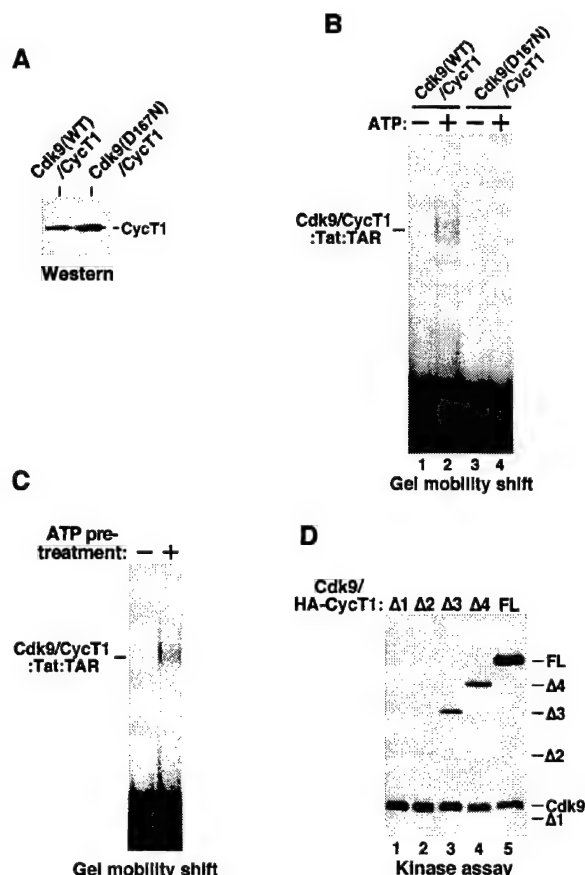 A
Cdk9(WT)
/CycT1
Cdk9(D167N)
/CycT1
-CycT1
Western
B
Cdk9(WT)
/CycT1
Cdk9(D167N)
/CycT1
ATP: − + − +
Cdk9/CycT1
:Tat:TAR
1 2 3 4
Gel mobility shift
C
ATP pre-
treatment: − +
Cdk9/CycT1
:Tat:TAR
Gel mobility shift
D
Cdk9/
HA-CycT1: Δ1 Δ2 Δ3 Δ4 FL
FL
Δ4
Δ3
Δ2
Cdk9
Δ1
1 2 3 4 5
Kinase assay